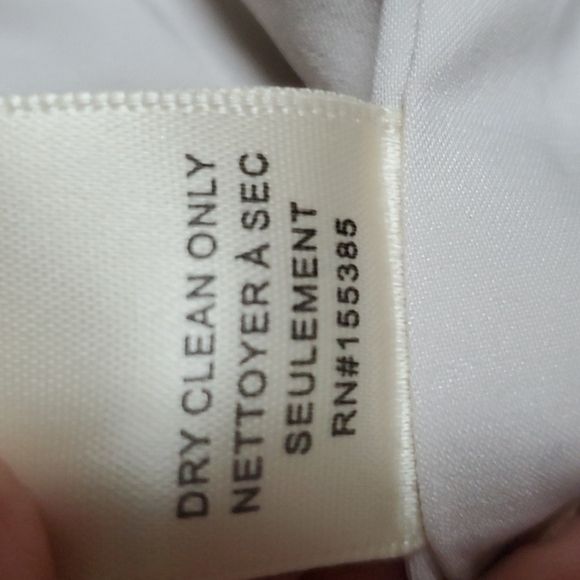 DRY CLEAN ONLY
NETTOYER À SEC
SEULEMENT
RN#155385